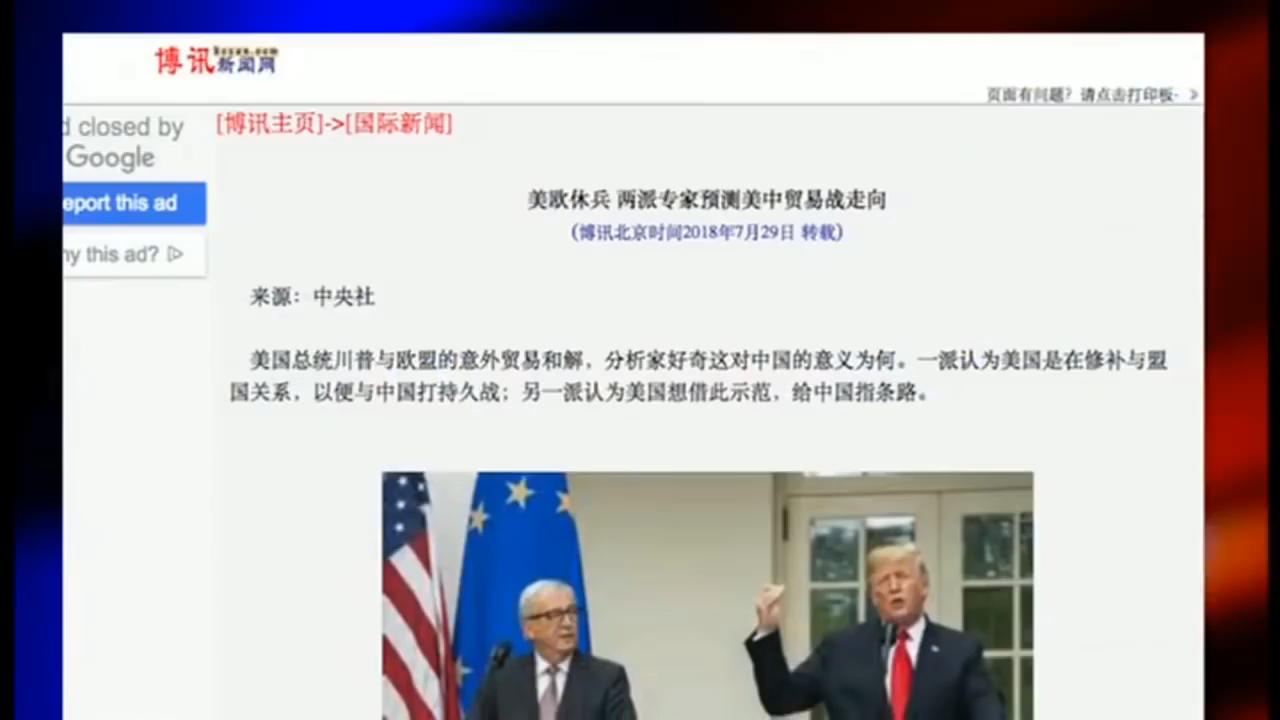 博讯 boxun.com
新闻网
页面有问题？请点击打印板- »
d closed by
Google
eport this ad
hy this ad?
[博讯主页]->[国际新闻]
美欧休兵 两派专家预测美中贸易战走向
(博讯北京时间2018年7月29日 转载)
来源：中央社
美国总统川普与欧盟的意外贸易和解，分析家好奇这对中国的意义为何。一派认为美国是在修补与盟
国关系，以便与中国打持久战；另一派认为美国想借此示范，给中国指条路。